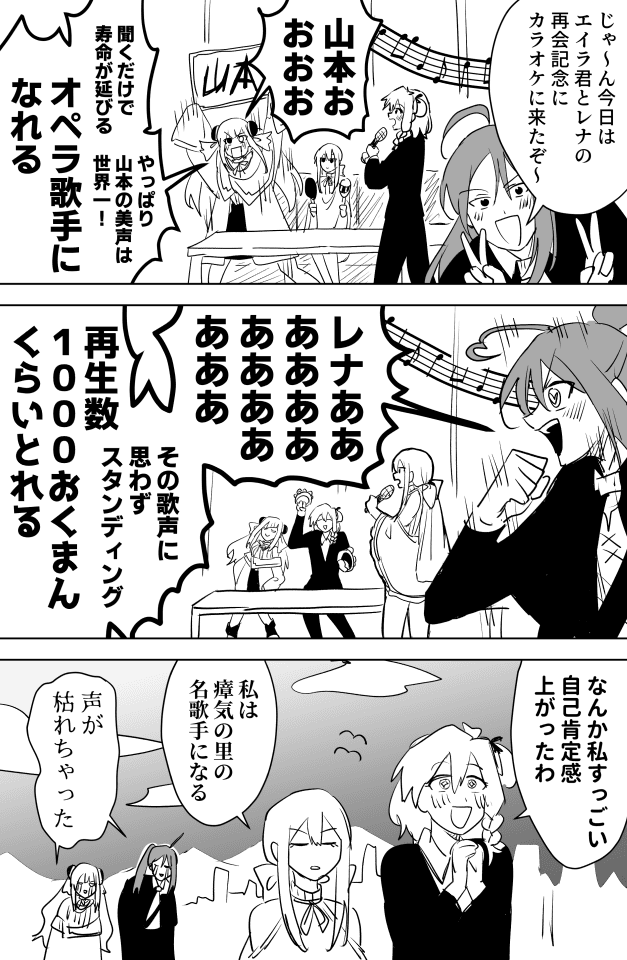 じゃ～ん今日は
エイラ君とレナの
再会記念に
カラオケに来たぞ～
山本お
おおお
山本
聞くだけで
寿命が延びる
オペラ歌手に
なれる
やっぱり
山本の美声は
世界一！
レナああ
ああああ
ああああ
あああ
再生数
1000おくまん
くらいとれる
その歌声に
思わず
スタンディング
なんか私すっごい
自己肯定感
上がったわ
私は
瘴気の里の
名歌手になる
声が
枯れちゃった